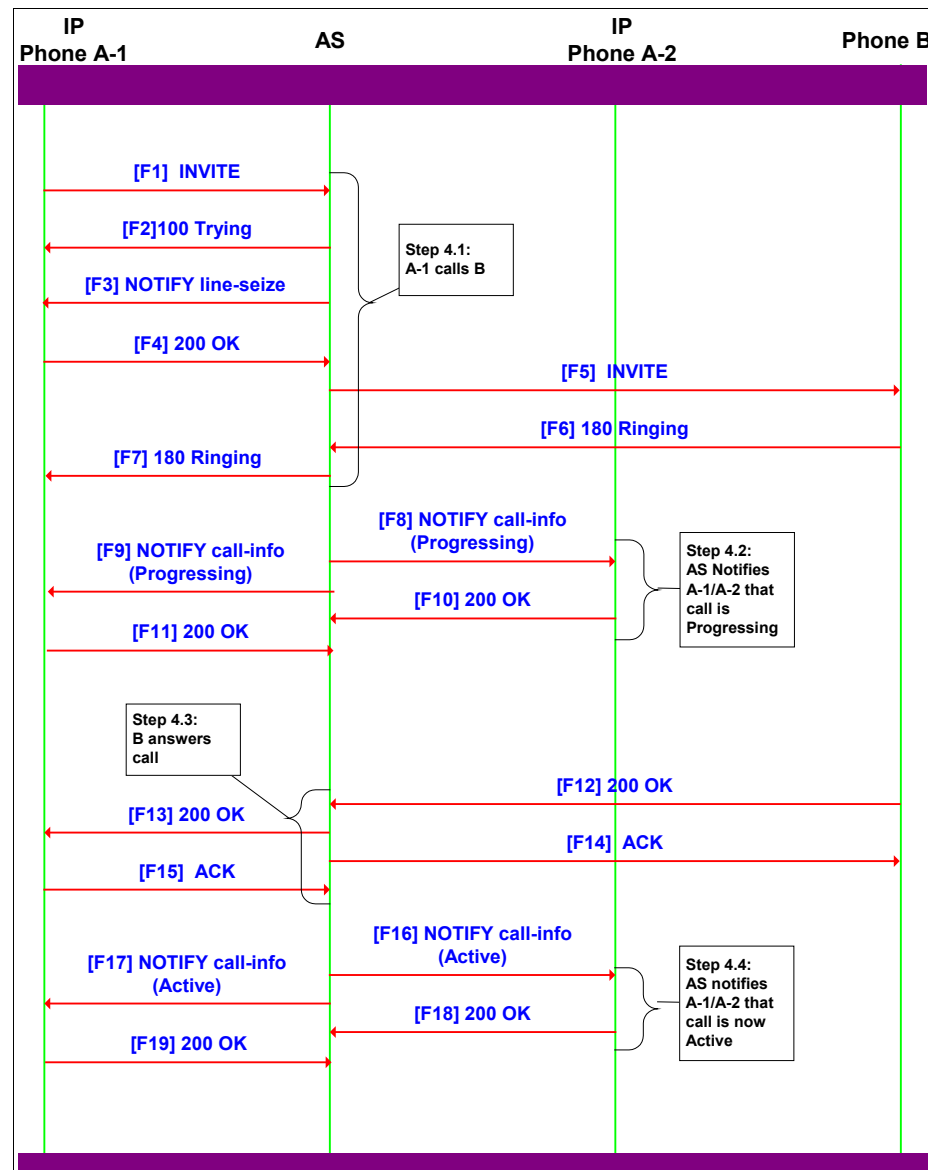 IP
Phone A-1
AS
IP
Phone A-2
Phone B
[F1]  INVITE
[F2]100 Trying
Step 4.1:
A-1 calls B
[F3] NOTIFY line-seize
[F4] 200 OK
[F5]  INVITE
[F6] 180 Ringing
[F7] 180 Ringing
[F8] NOTIFY call-info
(Progressing)
[F9] NOTIFY call-info
(Progressing)
Step 4.2:
AS Notifies
A-1/A-2 that
call is
Progressing
[F10] 200 OK
[F11] 200 OK
Step 4.3:
B answers
call
[F12] 200 OK
[F13] 200 OK
[F14]  ACK
[F15]  ACK
[F16] NOTIFY call-info
(Active)
[F17] NOTIFY call-info
(Active)
Step 4.4:
AS notifies
A-1/A-2 that
call is now
Active
[F18] 200 OK
[F19] 200 OK